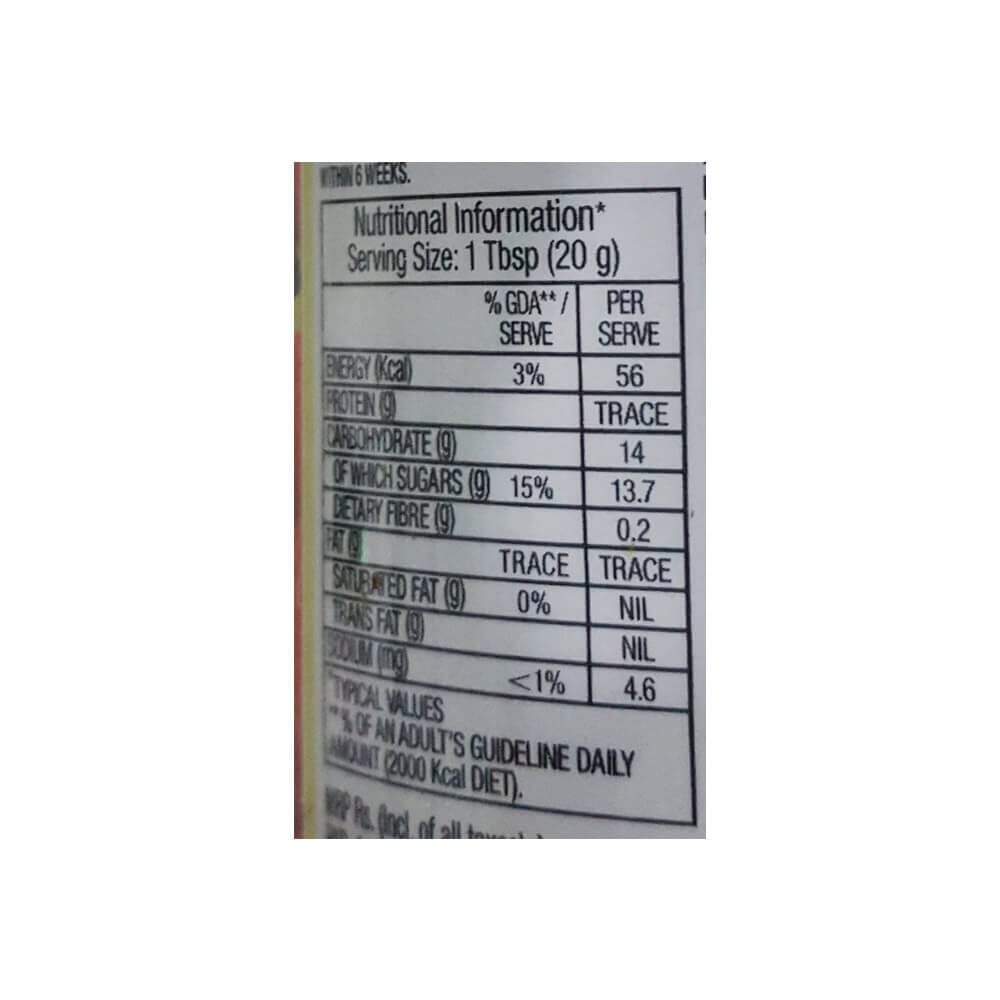 WITHIN 6 WEEKS.
Nutritional Information*
Serving Size: 1 Tbsp (20 g)
% GDA** / SERVE PER SERVE
ENERGY (Kcal) 3% 56
PROTEIN (g) TRACE
CARBOHYDRATE (g) 14
OF WHICH SUGARS (g) 15% 13.7
DIETARY FIBRE (g) 0.2
FAT (g) TRACE TRACE
SATURATED FAT (g) 0% NIL
TRANS FAT (g) NIL
SODIUM (mg) <1% 4.6
*TYPICAL VALUES
**% OF AN ADULT'S GUIDELINE DAILY
AMOUNT (2000 Kcal DIET).
MRP Rs. (incl. of all